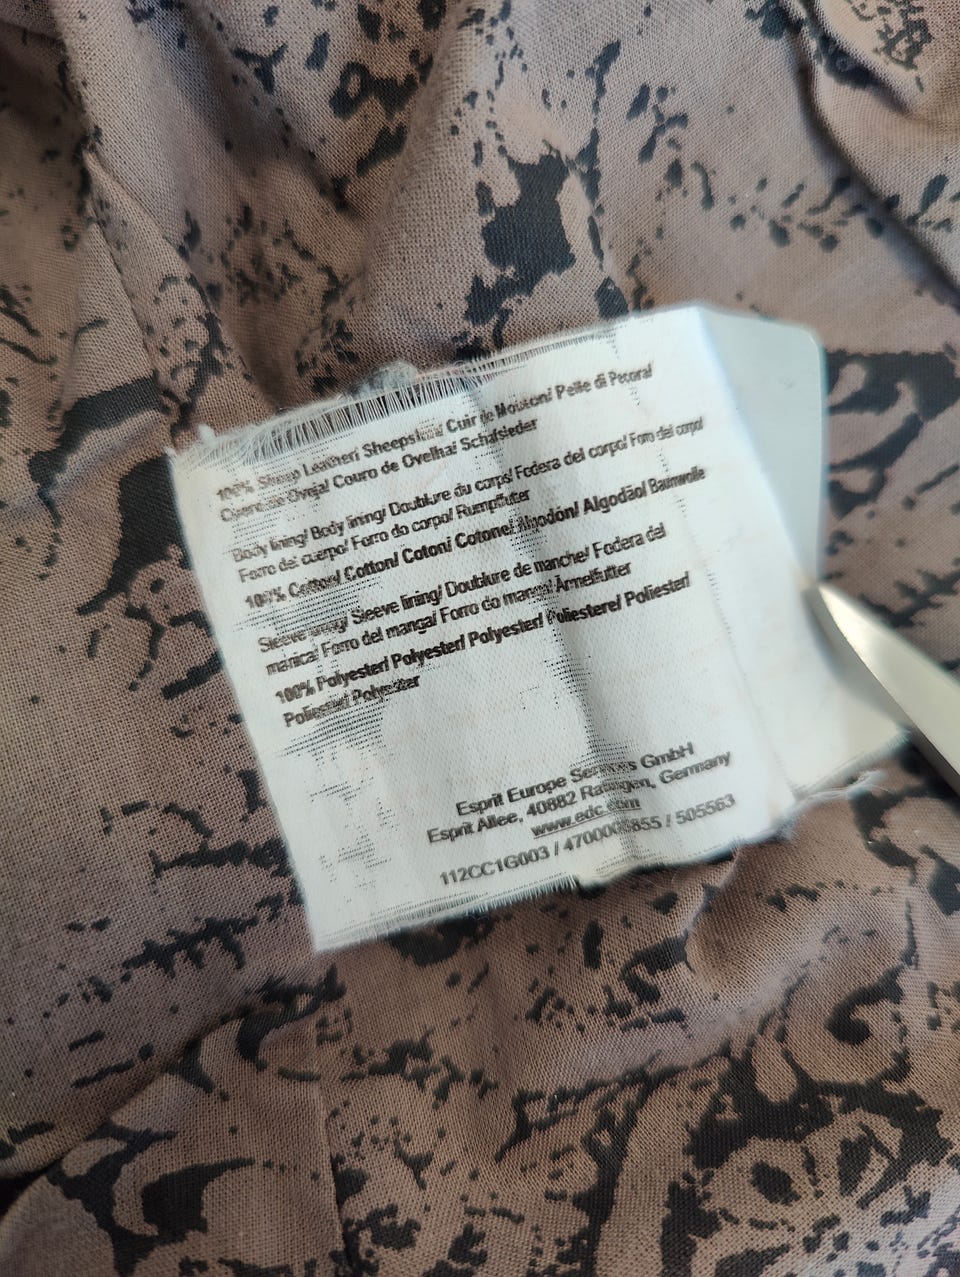 100% Sheep Leather/ Sheepskin/ Cuir de Mouton/ Pelle di Pecora/
Cuero de Oveja/ Couro de Ovelha/ Schafsleder
Body lining/ Body lining/ Doublure du corps/ Fodera del corpo/ Forro del corpo/
Forro del cuerpo/ Forro do corpo/ Rumpffutter
100% Cotton/ Cotton/ Coton/ Cotone/ Algodón/ Algodão/ Baumwolle
Sleeve lining/ Sleeve lining/ Doublure de manche/ Fodera del
manica/ Forro del manga/ Forro do manga/ Ärmelfutter
100% Polyester/ Polyester/ Polyester/ Poliestere/ Poliester/
Poliester/ Polyester
Esprit Europe Services GmbH
Esprit Allee, 40882 Ratingen, Germany
www.edc.com
112CC1G003 / / 505563